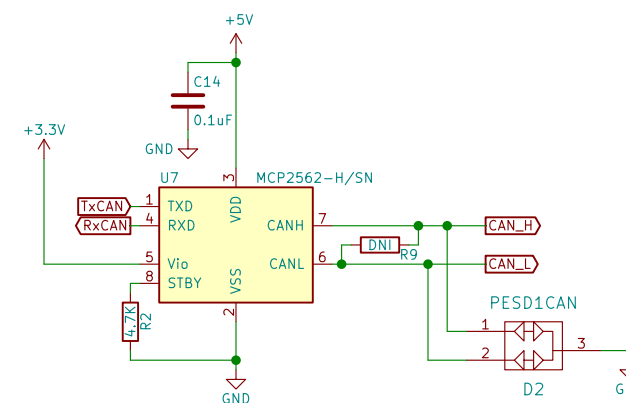 +5V
C14
0.1uF
GND
+3.3V
U7
MCP2562-H/SN
3
VDD
TxCAN
1
TXD
RxCAN
4
RXD
CANH
7
CAN_H
DNI
R9
5
Vio
CANL
6
CAN_L
8
STBY
VSS
2
4.7K
R2
PESD1CAN
1
2
3
D2
GND
G